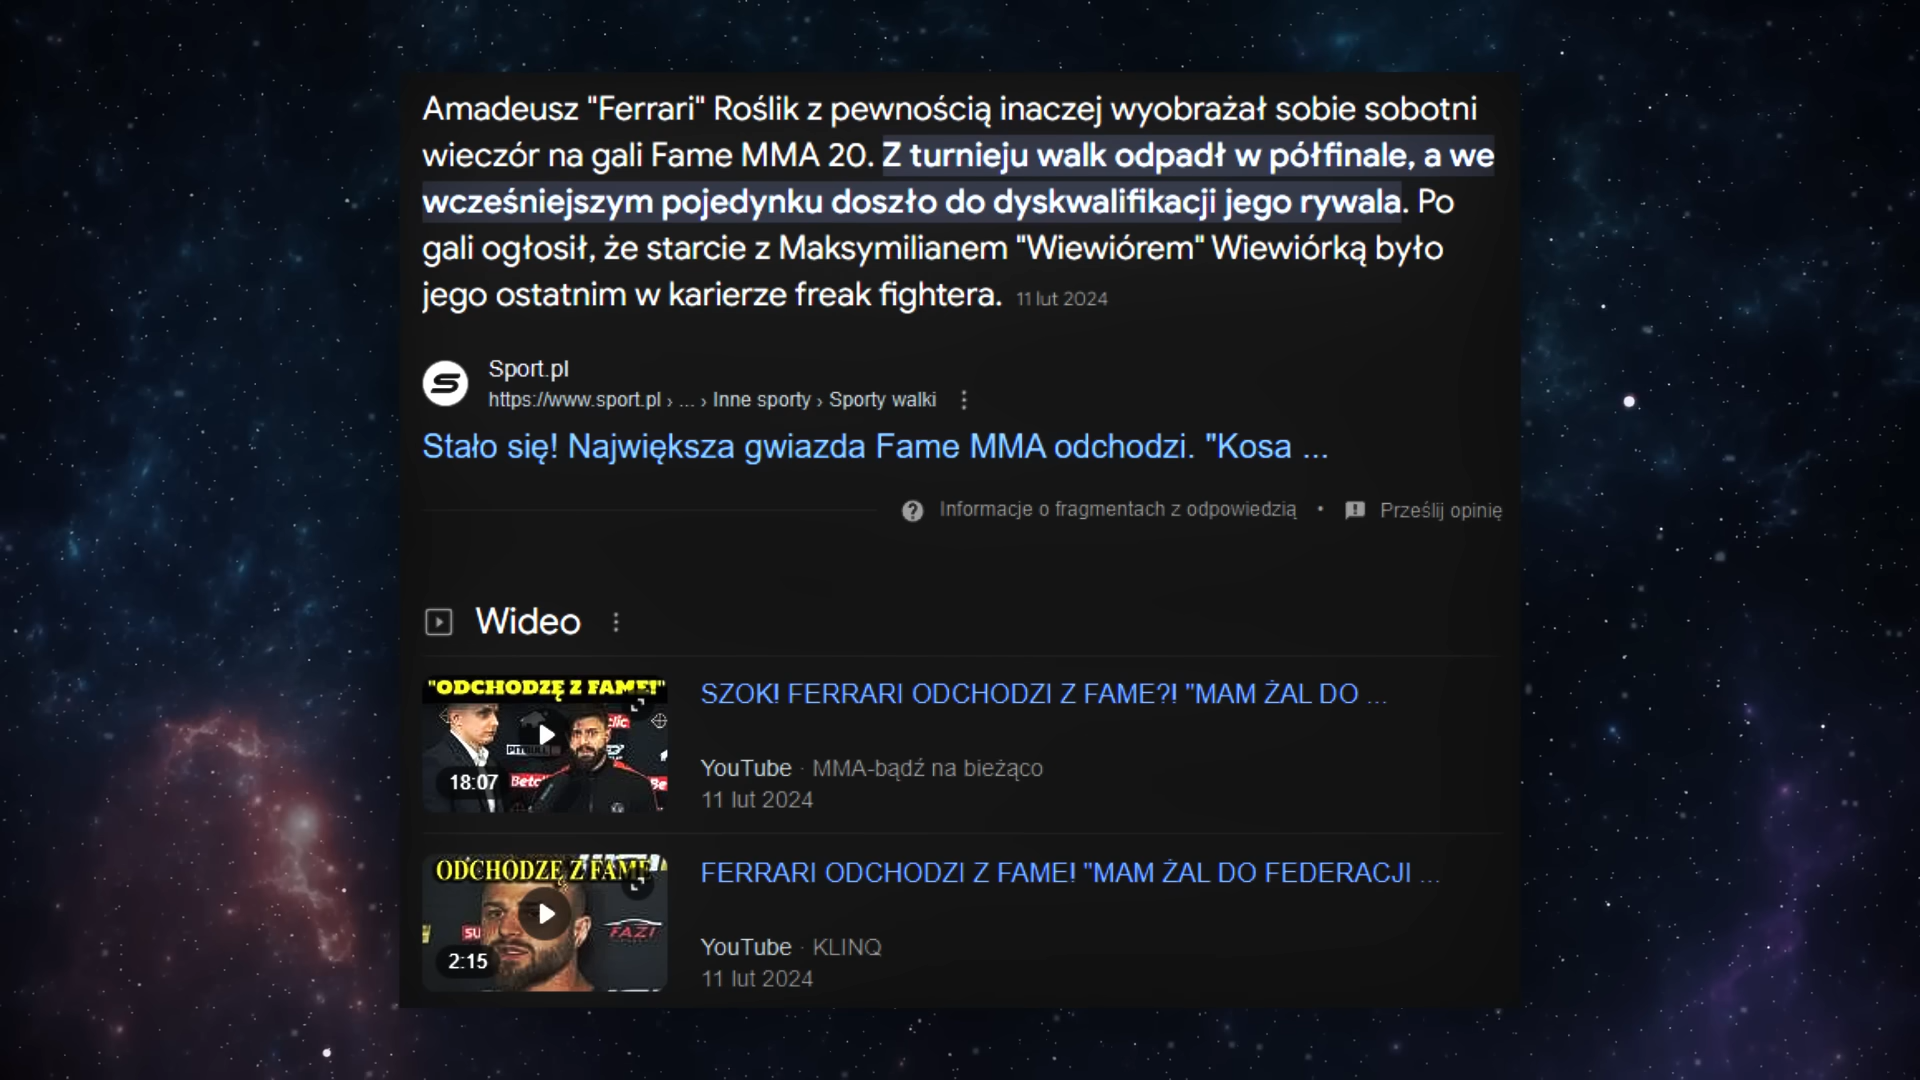 Amadeusz "Ferrari" Roślik z pewnością inaczej wyobrażał sobie sobotni
wieczór na gali Fame MMA 20. Z turnieju walk odpadł w półfinale, a we
wcześniejszym pojedynku doszło do dyskwalifikacji jego rywala. Po
gali ogłosił, że starcie z Maksymilianem "Wiewiórem" Wiewiórką było
jego ostatnim w karierze freak fightera. 11 lut 2024
Sport.pl
https://www.sport.pl › ... › Inne sporty › Sporty walki
Stało się! Największa gwiazda Fame MMA odchodzi. "Kosa ...
Informacje o fragmentach z odpowiedzią • Prześlij opinię
Wideo
"ODCHODZĘ Z FAME!"
PITBULL
18:07
SZOK! FERRARI ODCHODZI Z FAME?! "MAM ŻAL DO ...
YouTube · MMA-bądź na bieżąco
11 lut 2024
ODCHODZĘ Z FAME
FAZI
2:15
FERRARI ODCHODZI Z FAME! "MAM ŻAL DO FEDERACJI ...
YouTube · KLINQ
11 lut 2024